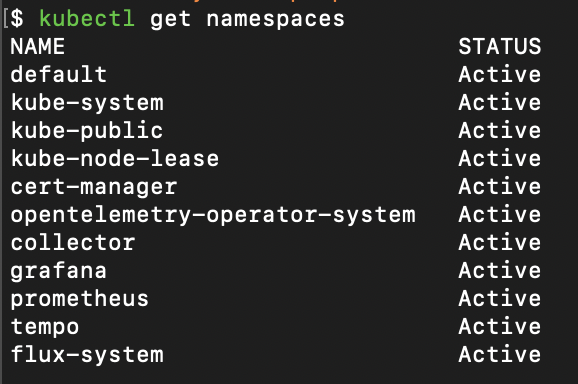 [$ kubectl get namespaces
NAME STATUS
default Active
kube-system Active
kube-public Active
kube-node-lease Active
cert-manager Active
opentelemetry-operator-system Active
collector Active
grafana Active
prometheus Active
tempo Active
flux-system Active